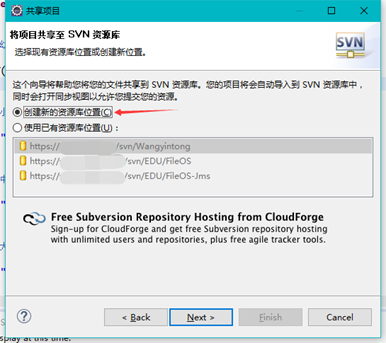 共享项目
将项目共享至 SVN 资源库
选择现有资源库位置或创建新位置。
SVN
这个向导将帮助您将您的文件共享到 SVN 资源库。您的项目将会自动导入到 SVN 资源库中,
同时会打开同步视图以允许您提交您的资源。
创建新的资源库位置(C)
使用已有资源库位置(U):
https:// /svn/Wangyintong
https:// /svn/EDU/FileOS
https:// /svn/EDU/FileOS-Jms
Free Subversion Repository Hosting from CloudForge
Sign-up for CloudForge and get free Subversion repository hosting
with unlimited users and repositories, plus free agile tracker tools.
< Back
Next >
Finish
Cancel
play at this time.